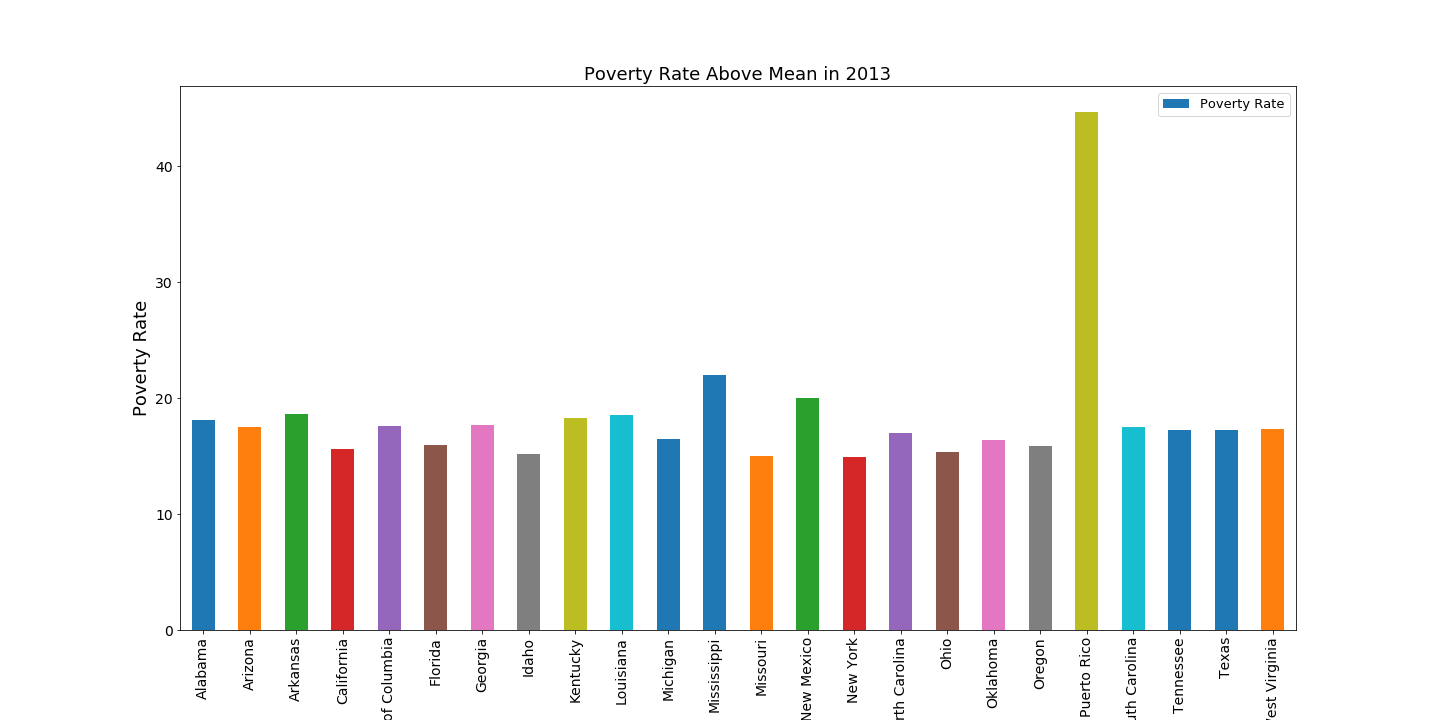 Poverty Rate Above Mean in 2013
Poverty Rate
Poverty Rate
40
30
20
10
0
Alabama
Arizona
Arkansas
California
of Columbia
Florida
Georgia
Idaho
Kentucky
Louisiana
Michigan
Mississippi
Missouri
New Mexico
New York
rth Carolina
Ohio
Oklahoma
Oregon
Puerto Rico
uth Carolina
Tennessee
Texas
est Virginia